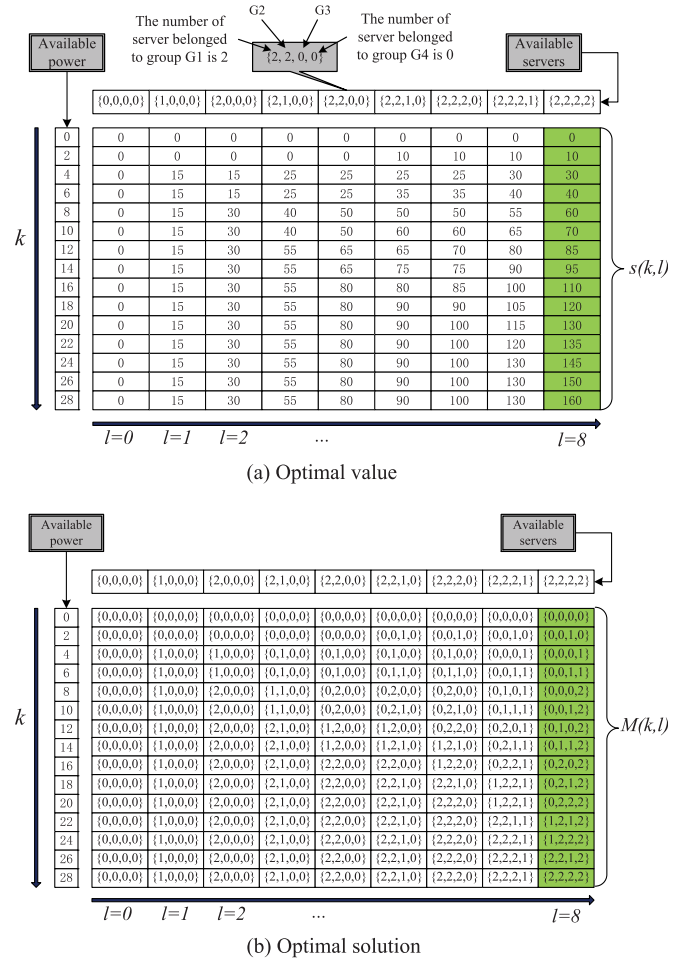 G2 G3
The number of server belonged to group G1 is 2
The number of server belonged to group G4 is 0
{2, 2, 0, 0}
Available power
Available servers
{0,0,0,0} {1,0,0,0} {2,0,0,0} {2,1,0,0} {2,2,0,0} {2,2,1,0} {2,2,2,0} {2,2,2,1} {2,2,2,2}
0 0 0 0 0 0 0 0 0 0
2 0 0 0 0 0 10 10 10 10
4 0 15 15 25 25 25 25 30 30
6 0 15 15 25 25 35 35 40 40
8 0 15 30 40 50 50 50 55 60
10 0 15 30 40 50 60 60 65 70
12 0 15 30 55 65 65 70 80 85
14 0 15 30 55 65 75 75 90 95
16 0 15 30 55 80 80 85 100 110
18 0 15 30 55 80 90 90 105 120
20 0 15 30 55 80 90 100 115 130
22 0 15 30 55 80 90 100 120 135
24 0 15 30 55 80 90 100 130 145
26 0 15 30 55 80 90 100 130 150
28 0 15 30 55 80 90 100 130 160
k
s(k,l)
l=0 l=1 l=2 ... l=8
(a) Optimal value
Available power
Available servers
{0,0,0,0} {1,0,0,0} {2,0,0,0} {2,1,0,0} {2,2,0,0} {2,2,1,0} {2,2,2,0} {2,2,2,1} {2,2,2,2}
0 {0,0,0,0} {0,0,0,0} {0,0,0,0} {0,0,0,0} {0,0,0,0} {0,0,0,0} {0,0,0,0} {0,0,0,0} {0,0,0,0}
2 {0,0,0,0} {0,0,0,0} {0,0,0,0} {0,0,0,0} {0,0,0,0} {0,0,1,0} {0,0,1,0} {0,0,1,0} {0,0,1,0}
4 {0,0,0,0} {1,0,0,0} {1,0,0,0} {0,1,0,0} {0,1,0,0} {0,1,0,0} {0,1,0,0} {0,0,0,1} {0,0,0,1}
6 {0,0,0,0} {1,0,0,0} {1,0,0,0} {0,1,0,0} {0,1,0,0} {0,1,1,0} {0,1,1,0} {0,0,1,1} {0,0,1,1}
8 {0,0,0,0} {1,0,0,0} {2,0,0,0} {1,1,0,0} {0,2,0,0} {0,2,0,0} {0,2,0,0} {0,1,0,1} {0,0,0,2}
10 {0,0,0,0} {1,0,0,0} {2,0,0,0} {1,1,0,0} {0,2,0,0} {0,2,1,0} {0,2,1,0} {0,1,1,1} {0,0,1,2}
12 {0,0,0,0} {1,0,0,0} {2,0,0,0} {2,1,0,0} {1,2,0,0} {1,2,0,0} {0,2,2,0} {0,2,0,1} {0,1,0,2}
14 {0,0,0,0} {1,0,0,0} {2,0,0,0} {2,1,0,0} {1,2,0,0} {1,2,1,0} {1,2,1,0} {0,2,1,1} {0,1,1,2}
16 {0,0,0,0} {1,0,0,0} {2,0,0,0} {2,1,0,0} {2,2,0,0} {2,2,0,0} {1,2,2,0} {0,2,2,1} {0,2,0,2}
18 {0,0,0,0} {1,0,0,0} {2,0,0,0} {2,1,0,0} {2,2,0,0} {2,2,1,0} {2,2,1,0} {1,2,2,1} {0,2,1,2}
20 {0,0,0,0} {1,0,0,0} {2,0,0,0} {2,1,0,0} {2,2,0,0} {2,2,1,0} {2,2,2,0} {1,2,2,1} {0,2,2,2}
22 {0,0,0,0} {1,0,0,0} {2,0,0,0} {2,1,0,0} {2,2,0,0} {2,2,1,0} {2,2,2,0} {2,2,1,1} {1,2,1,2}
24 {0,0,0,0} {1,0,0,0} {2,0,0,0} {2,1,0,0} {2,2,0,0} {2,2,1,0} {2,2,2,0} {2,2,2,1} {1,2,2,2}
26 {0,0,0,0} {1,0,0,0} {2,0,0,0} {2,1,0,0} {2,2,0,0} {2,2,1,0} {2,2,2,0} {2,2,2,1} {2,2,1,2}
28 {0,0,0,0} {1,0,0,0} {2,0,0,0} {2,1,0,0} {2,2,0,0} {2,2,1,0} {2,2,2,0} {2,2,2,1} {2,2,2,2}
k
M(k,l)
l=0 l=1 l=2 ... l=8
(b) Optimal solution